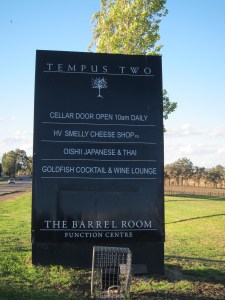 TEMPUS TWO
CELLAR DOOR OPEN 10am DAILY
HV SMELLY CHEESE SHOP
OISHII JAPANESE & THAI
GOLDFISH COCKTAIL & WINE LOUNGE
THE BARREL ROOM
FUNCTION CENTRE